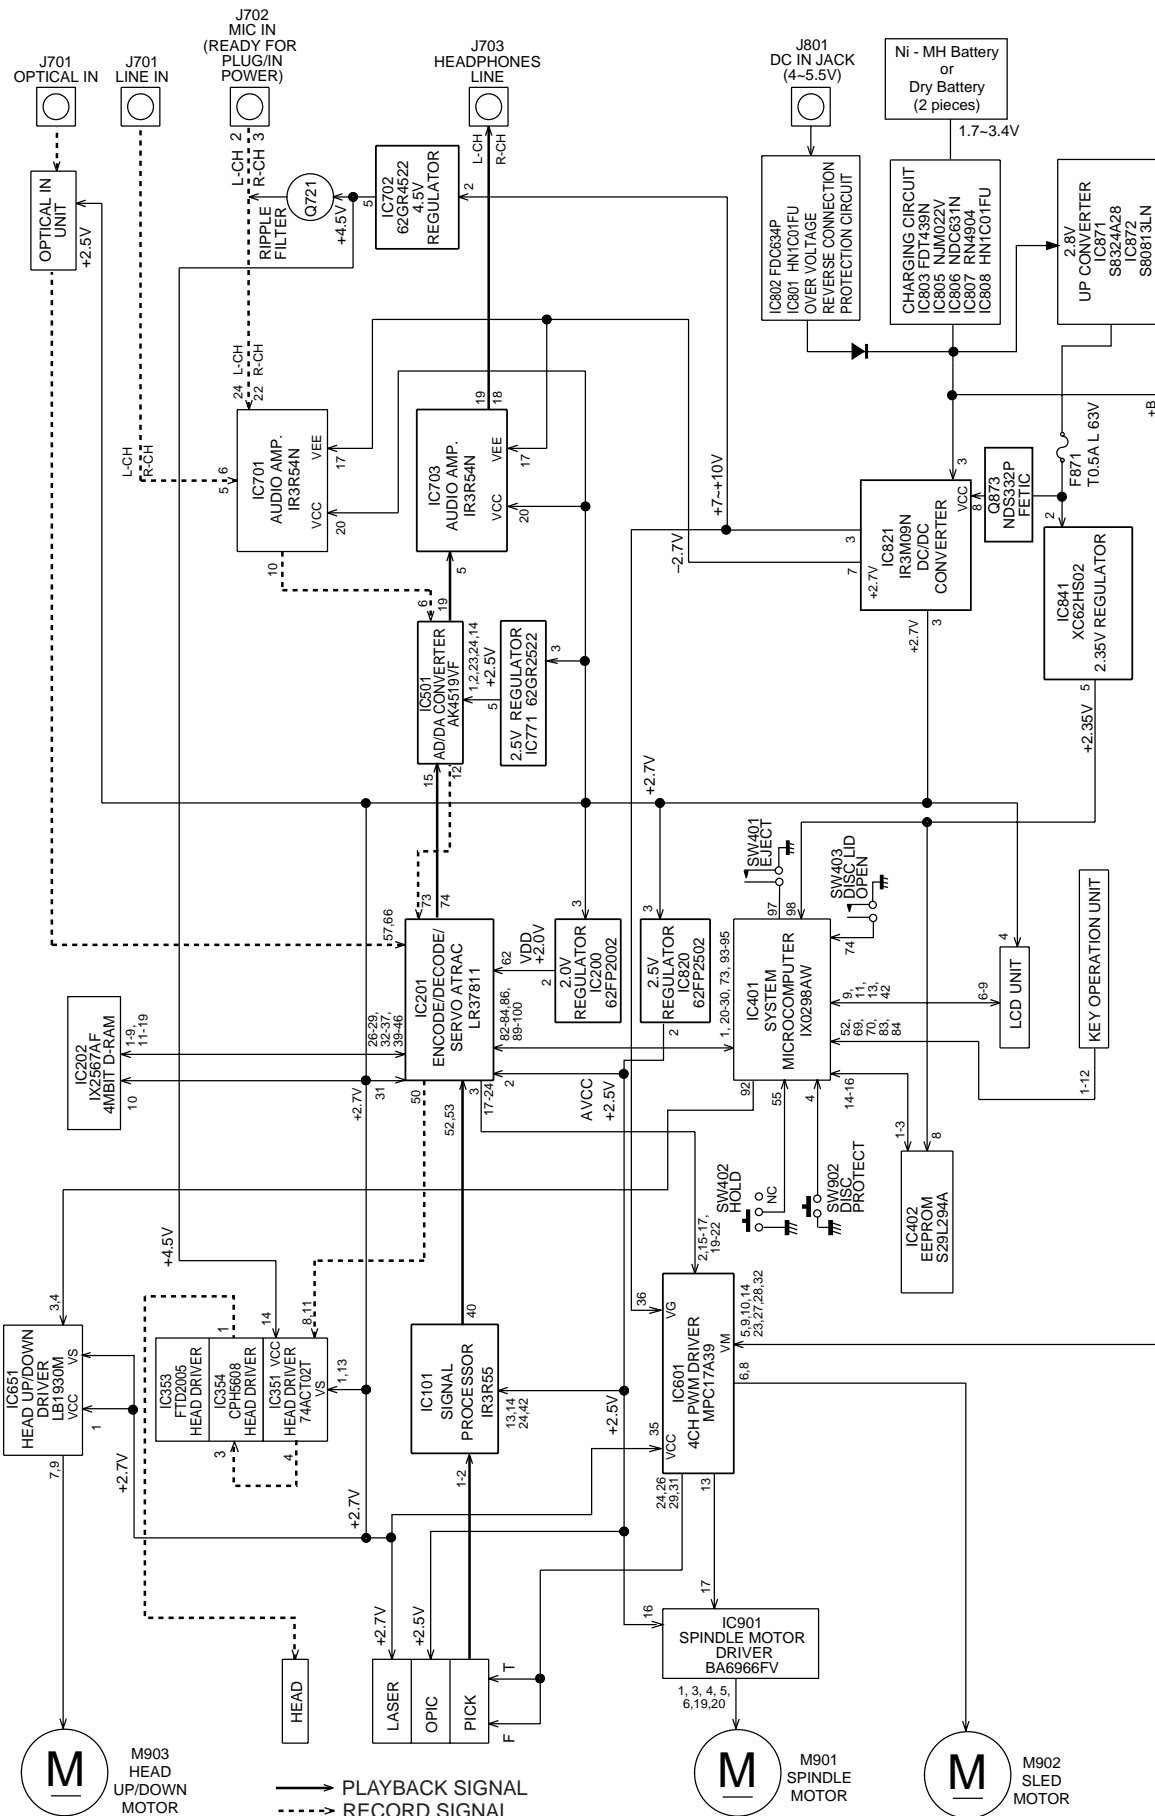 J701
OPTICAL IN
J701
LINE IN
J702
MIC IN
(READY FOR
PLUG/IN
POWER)
J703
HEADPHONES
LINE
J801
DC IN JACK
(4~5.5V)
Ni - MH Battery
or
Dry Battery
(2 pieces)
1.7~3.4V
L-CH 2
R-CH 3
L-CH
R-CH
OPTICAL IN
UNIT
+2.5V
RIPPLE
FILTER
Q721
+4.5V
5
IC702
62GR4522
4.5V
REGULATOR
2
IC802 FDC634P
IC801 HN1C01FU
OVER VOLTAGE
REVERSE CONNECTION
PROTECTION CIRCUIT
CHARGING CIRCUIT
IC803 FDT439N
IC805 NJM022V
IC806 NDC631N
IC807 RN4904
IC808 HN1C01FU
2.8V
UP CONVERTER
IC871
S8324A28
IC872
S80813LN
24 L-CH
22 R-CH
L-CH
R-CH
5 6
IC701
AUDIO AMP.
IR3R54N
VEE
VCC
17
20
10
19
18
IC703
AUDIO AMP.
IR3R54N
VEE
VCC
17
20
5
+7~+10V
−2.7V
+B
F871
T0.5A L 63V
3
VCC
8
Q873
NDS332P
FETIC
2
IC821
IR3M09N
DC/DC
CONVERTER
3
7
+2.7V
3
+2.7V
IC841
XC62HS02
2.35V REGULATOR
5
+2.35V
6
19
IC501
AD/DA CONVERTER
AK4519VF
1,2,23,24,14
+2.5V
5
2.5V REGULATOR
IC771 62GR2522
3
15
12
+2.7V
SW401
EJECT
SW403
DISC LID
OPEN
57,66
73
74
IC201
ENCODE/DECODE/
SERVO ATRAC
LR37811
62
VDD
+2.0V
2
2.0V
REGULATOR
IC200
62FP2002
3
2.5V
REGULATOR
IC820
62FP2502
3
2
82-84,86,
89-100
1, 20-30, 73, 93-95
97
98
74
IC401
SYSTEM
MICROCOMPUTER
IX0298AW
9,
11,
13,
42
52,
69,
70,
83,
84
6-9
4
LCD UNIT
KEY OPERATION UNIT
1-12
IC202
IX2567AF
4MBIT D-RAM
1-9,
11-19
10
26-29,
32-37,
39-46
+2.7V
31
50
52,53
3
17-24
2
AVCC
+2.5V
92
55
4
14-16
1-3
8
IC402
EEPROM
S29L294A
SW402
HOLD
NC
SW902
DISC
PROTECT
+4.5V
2,15-17,
19-22
3,4
IC651
HEAD UP/DOWN
DRIVER
LB1930M
VCC
VS
1
7,9
+2.7V
1
IC353
FTD2005
HEAD DRIVER
IC354
CPH5608
HEAD DRIVER
IC351
HEAD DRIVER
74ACT02T
VCC
VS
14
8,11
1,13
3
4
+2.7V
40
IC101
SIGNAL
PROCESSOR
IR3R55
13,14
24,42
1-2
+2.5V
36
VG
IC601
4CH PWM DRIVER
MPC17A39
VM
5,9,10,14
23,27,28,32
6,8
35
VCC
24,26
29,31
13
HEAD
+2.7V
+2.5V
LASER
OPIC
PICK
T
F
17
16
IC901
SPINDLE MOTOR
DRIVER
BA6966FV
1, 3, 4, 5,
6,19,20
M
M903
HEAD
UP/DOWN
MOTOR
M
M901
SPINDLE
MOTOR
M
M902
SLED
MOTOR
PLAYBACK SIGNAL
RECORD SIGNAL